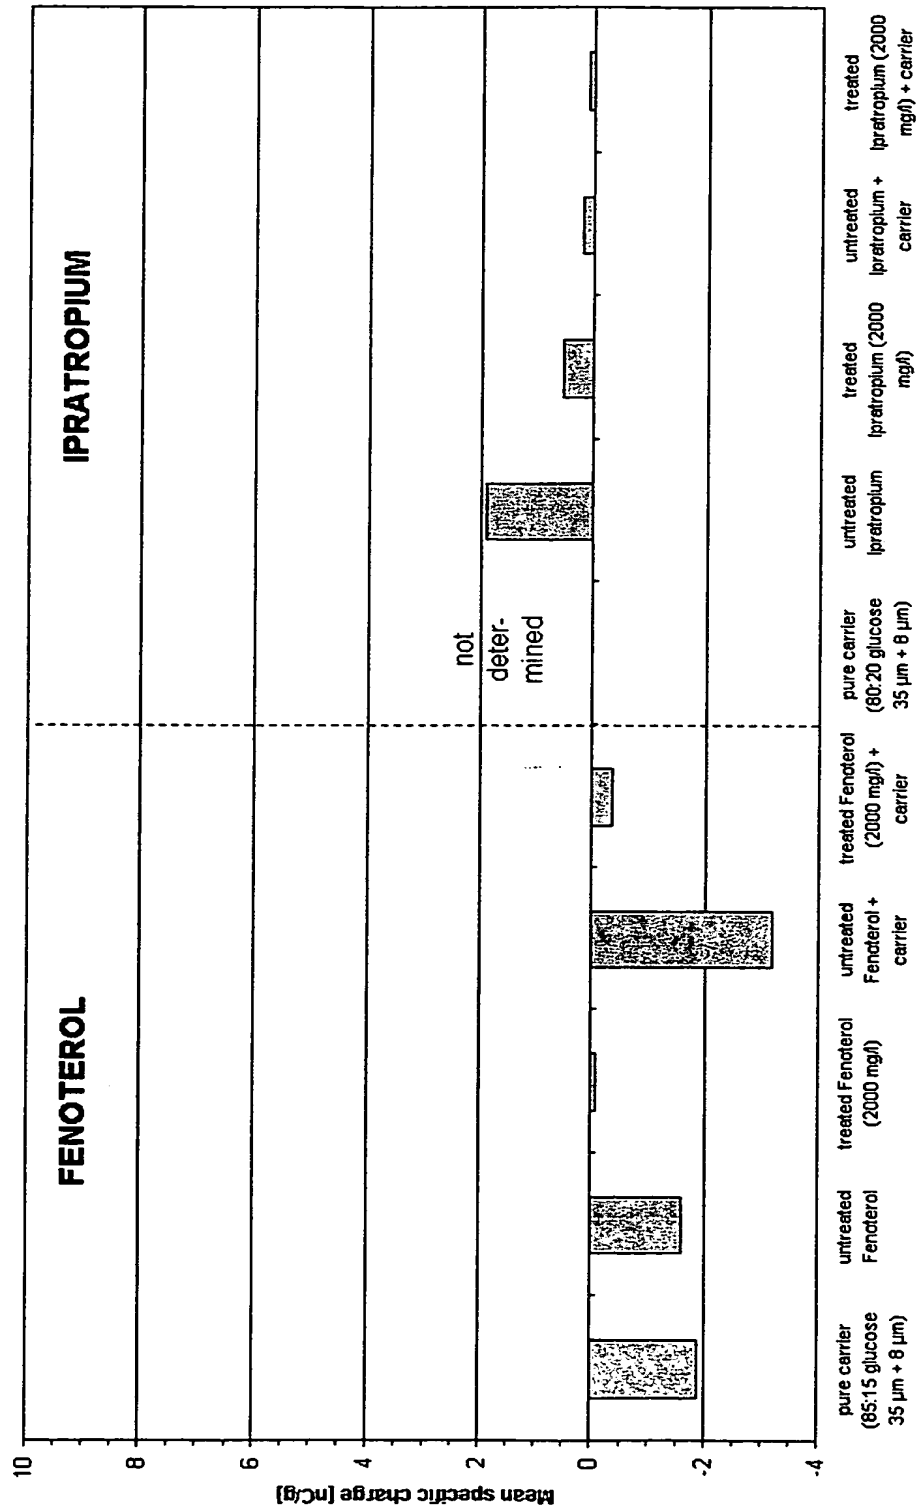 FENOTEROL
IPRATROPIUM
Mean specific charge [nC/g]
10
8
6
4
2
0
-2
-4
not
deter-
mined
pure carrier
(85:15 glucose
35 µm + 8 µm)
untreated
Fenoterol
treated Fenoterol
(2000 mg/l)
untreated
Fenoterol +
carrier
treated Fenoterol
(2000 mg/l) +
carrier
pure carrier
(80:20 glucose
35 µm + 8 µm)
untreated
Ipratropium
treated
Ipratropium (2000
mg/l)
untreated
Ipratropium +
carrier
treated
Ipratropium (2000
mg/l) + carrier